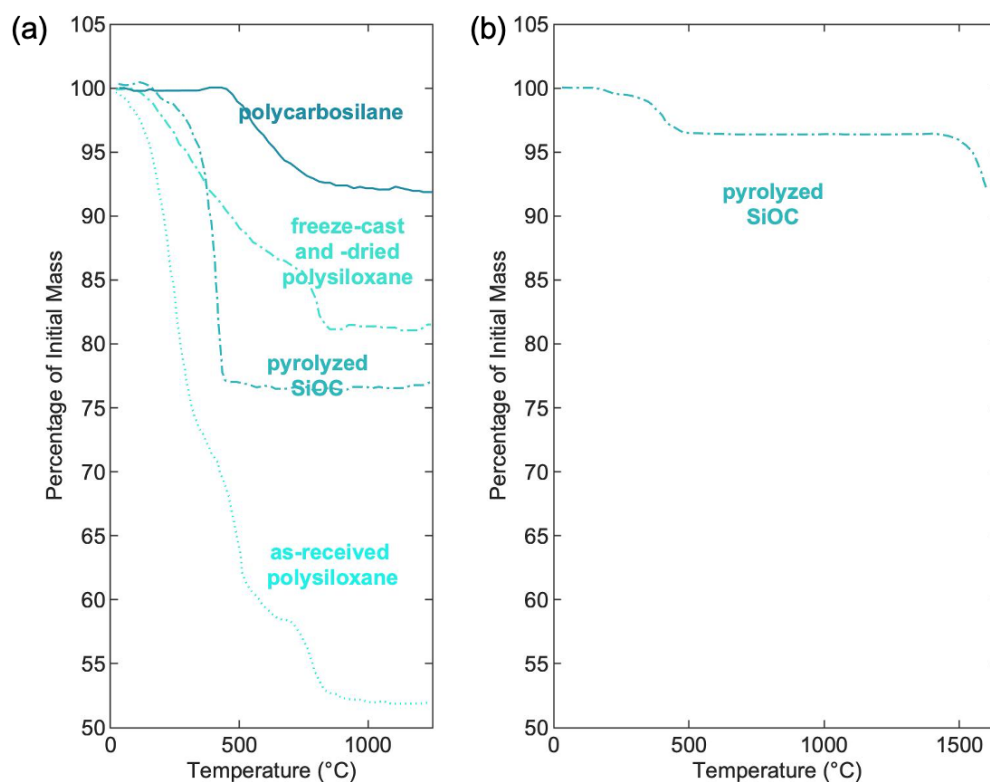 (a)
105
100
95
90
85
80
75
70
65
60
55
50
Percentage of Initial Mass
polycarbosilane
freeze-cast
and -dried
polysiloxane
pyrolyzed
SiOC
as-received
polysiloxane
0
500
1000
Temperature (°C)
(b)
105
100
95
90
85
80
75
70
65
60
55
50
Percentage of Initial Mass
pyrolyzed
SiOC
0
500
1000
1500
Temperature (°C)